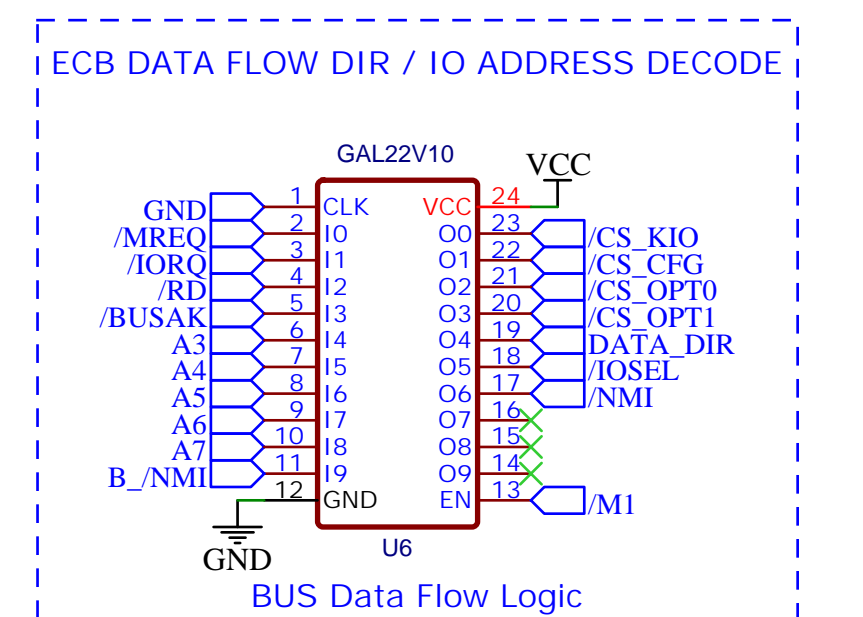 ECB DATA FLOW DIR / IO ADDRESS DECODE
GAL22V10
VCC
GND 1 CLK VCC 24
/MREQ 2 I0 O0 23 /CS_KIO
/IORQ 3 I1 O1 22 /CS_CFG
/RD 4 I2 O2 21 /CS_OPT0
/BUSAK 5 I3 O3 20 /CS_OPT1
A3 6 I4 O4 19 DATA_DIR
A4 7 I5 O5 18 /IOSEL
A5 8 I6 O6 17 /NMI
A6 9 I7 O7 16
A7 10 I8 O8 15
B_/NMI 11 I9 O9 14
12 GND EN 13 /M1
GND
U6
BUS Data Flow Logic